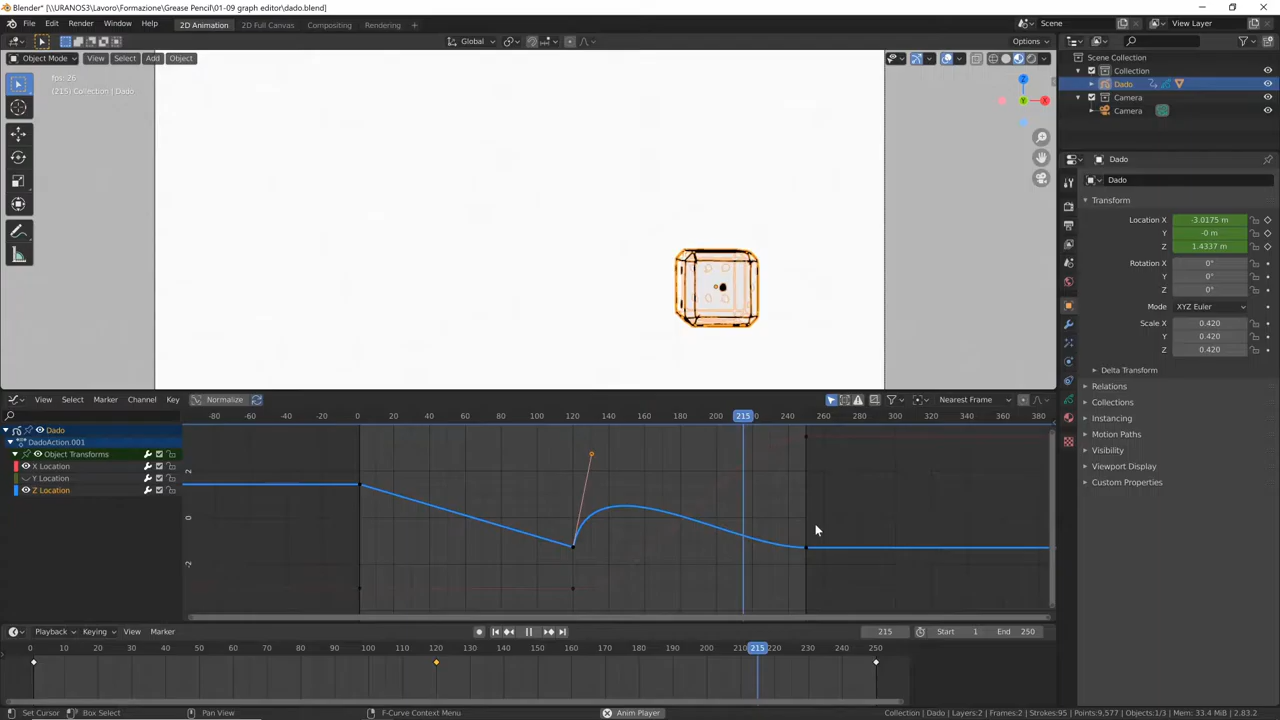 Blender* [\\URANOS3\Lavoro\Formazione\Grease Pencil\01-09 graph editor\dado.blend]
File Edit Render Window Help 2D Animation 2D Full Canvas Compositing Rendering Scene View Layer
Global Options
Object Mode View Select Add Object
fps: 26
(215) Collection | Dado
Z
Y
X
Scene Collection
Collection
Dado
Camera
Camera
Dado
Dado
Transform
Location X -3.0175 m
Y -0 m
Z 1.4337 m
Rotation X 0°
Y 0°
Z 0°
Mode XYZ Euler
Scale X 0.420
Y 0.420
Z 0.420
Delta Transform
Relations
Collections
Instancing
Motion Paths
Visibility
Viewport Display
Custom Properties
View Select Marker Channel Key Normalize Nearest Frame
-80 -60 -40 -20 0 20 40 60 80 100 120 140 160 180 200 215 220 240 260 280 300 320 340 360 380
Dado
DadoAction.001
Object Transforms
X Location
Y Location
Z Location
2
0
-2
Playback Keying View Marker 215 Start 1 End 250
0 10 20 30 40 50 60 70 80 90 100 110 120 130 140 150 160 170 180 190 200 210 215 220 230 240 250
Set Cursor Box Select Pan View F-Curve Context Menu Anim Player Collection | Dado | Layers:2 | Frames:2 | Strokes:95 | Points:9,577 | Objects:1/3 | Mem: 33.4 MiB | 2.83.2